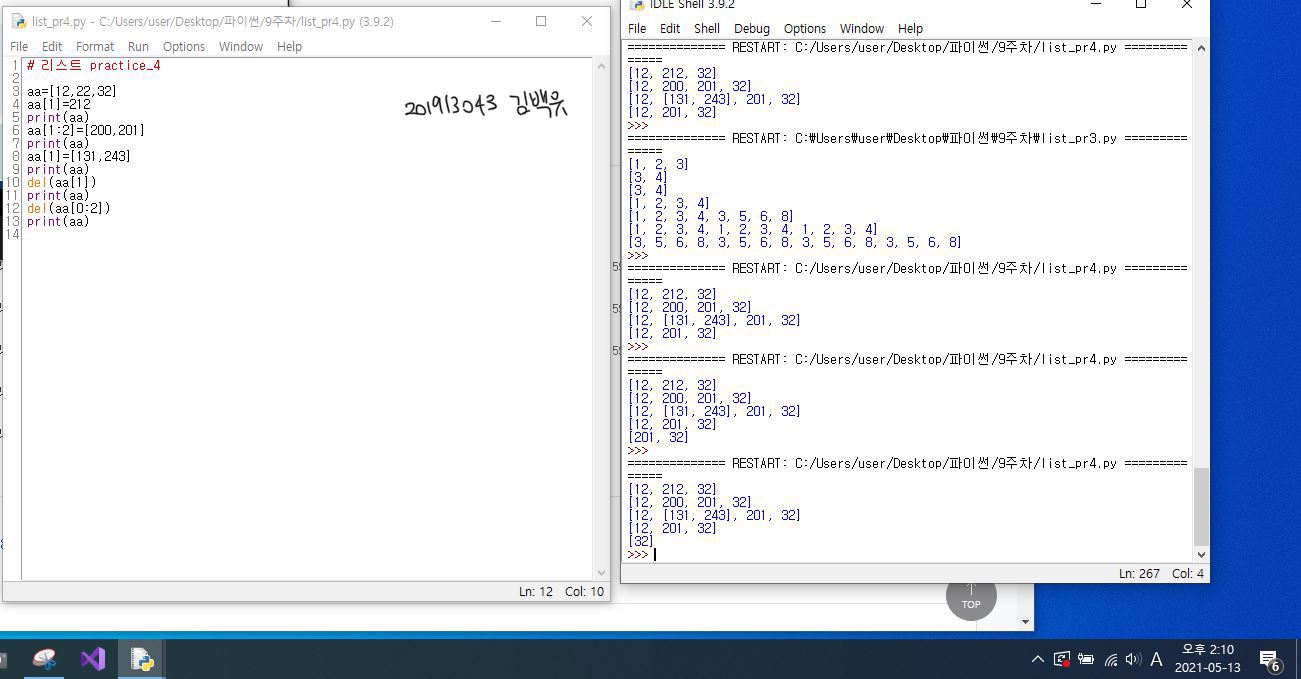 list_pr4.py - C:/Users/user/Desktop/파이썬/9주차/list_pr4.py (3.9.2)
File Edit Format Run Options Window Help
1 # 리스트 practice_4
2
3 aa=[12,22,32]
4 aa[1]=212
5 print(aa)
6 aa[1:2]=[200,201]
7 print(aa)
8 aa[1]=[131,243]
9 print(aa)
10 del(aa[1])
11 print(aa)
12 del(aa[0:2])
13 print(aa)
14
201913043 김백유
Ln: 12 Col: 10
IDLE Shell 3.9.2
File Edit Shell Debug Options Window Help
============== RESTART: C:/Users/user/Desktop/파이썬/9주차/list_pr4.py =========
=====
[12, 212, 32]
[12, 200, 201, 32]
[12, [131, 243], 201, 32]
[12, 201, 32]
>>>
============== RESTART: C:₩Users₩user₩Desktop₩파이썬₩9주차₩list_pr3.py =========
=====
[1, 2, 3]
[3, 4]
[3, 4]
[1, 2, 3, 4]
[1, 2, 3, 4, 3, 5, 6, 8]
[1, 2, 3, 4, 1, 2, 3, 4, 1, 2, 3, 4]
[3, 5, 6, 8, 3, 5, 6, 8, 3, 5, 6, 8, 3, 5, 6, 8]
>>>
============== RESTART: C:/Users/user/Desktop/파이썬/9주차/list_pr4.py =========
=====
[12, 212, 32]
[12, 200, 201, 32]
[12, [131, 243], 201, 32]
[12, 201, 32]
>>>
============== RESTART: C:/Users/user/Desktop/파이썬/9주차/list_pr4.py =========
=====
[12, 212, 32]
[12, 200, 201, 32]
[12, [131, 243], 201, 32]
[12, 201, 32]
[201, 32]
>>>
============== RESTART: C:/Users/user/Desktop/파이썬/9주차/list_pr4.py =========
=====
[12, 212, 32]
[12, 200, 201, 32]
[12, [131, 243], 201, 32]
[12, 201, 32]
[32]
>>>
Ln: 267 Col: 4
TOP
A
오후 2:10
2021-05-13
6